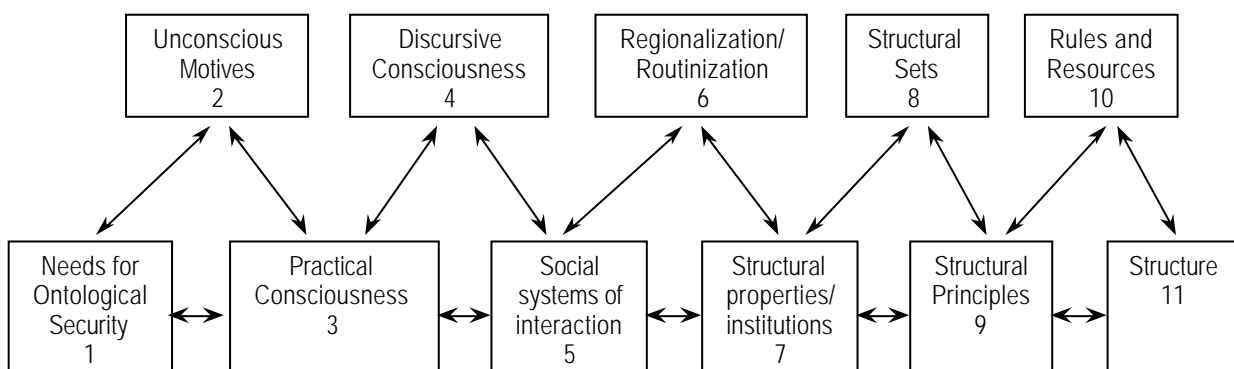 Unconscious
Motives
2
Discursive
Consciousness
4
Regionalization/
Routinization
6
Structural
Sets
8
Rules and
Resources
10
Needs for
Ontological
Security
1
Practical
Consciousness
3
Social
systems of
interaction
5
Structural
properties/
institutions
7
Structural
Principles
9
Structure
11